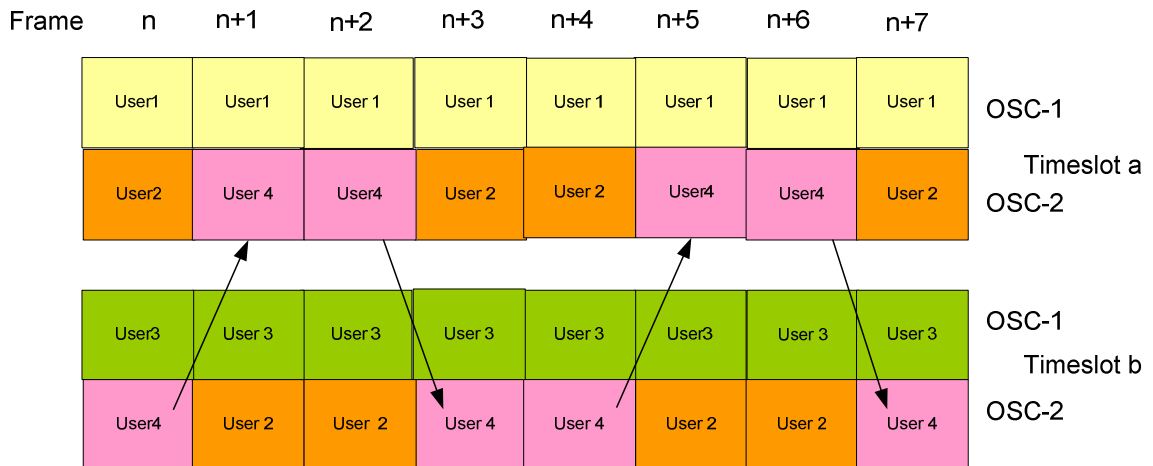 Frame n n+1 n+2 n+3 n+4 n+5 n+6 n+7
User1 User1 User 1 User 1 User 1 User 1 User 1 User 1
OSC-1
Timeslot a
User2 User 4 User4 User 2 User 2 User4 User4 User 2
OSC-2
User3 User 3 User3 User 3 User 3 User3 User 3 User 3
OSC-1
Timeslot b
User4 User 2 User 2 User 4 User 4 User 2 User 2 User 4
OSC-2